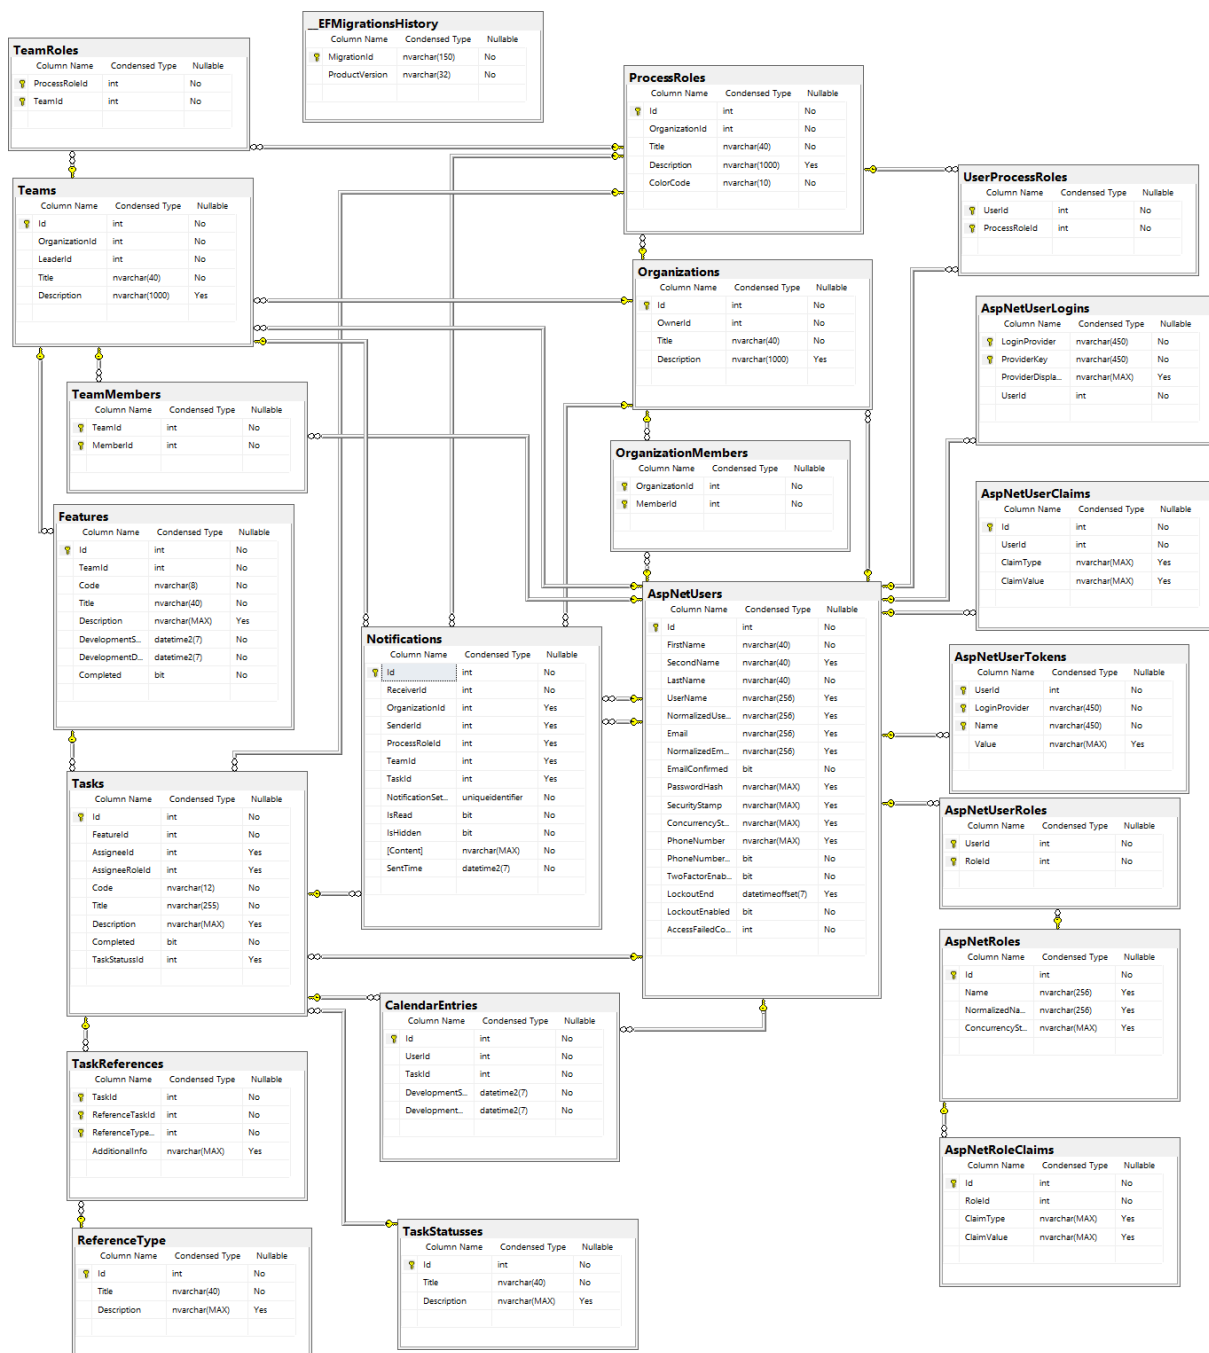 __EFMigrationsHistory
Column Name Condensed Type Nullable
MigrationId nvarchar(150) No
ProductVersion nvarchar(32) No
TeamRoles
Column Name Condensed Type Nullable
ProcessRoleId int No
TeamId int No
ProcessRoles
Column Name Condensed Type Nullable
Id int No
OrganizationId int No
Title nvarchar(40) No
Description nvarchar(1000) Yes
ColorCode nvarchar(10) No
UserProcessRoles
Column Name Condensed Type Nullable
UserId int No
ProcessRoleId int No
Teams
Column Name Condensed Type Nullable
Id int No
OrganizationId int No
LeaderId int No
Title nvarchar(40) No
Description nvarchar(1000) Yes
Organizations
Column Name Condensed Type Nullable
Id int No
OwnerId int No
Title nvarchar(40) No
Description nvarchar(1000) Yes
AspNetUserLogins
Column Name Condensed Type Nullable
LoginProvider nvarchar(450) No
ProviderKey nvarchar(450) No
ProviderDispla... nvarchar(MAX) Yes
UserId int No
TeamMembers
Column Name Condensed Type Nullable
TeamId int No
MemberId int No
OrganizationMembers
Column Name Condensed Type Nullable
OrganizationId int No
MemberId int No
AspNetUserClaims
Column Name Condensed Type Nullable
Id int No
UserId int No
ClaimType nvarchar(MAX) Yes
ClaimValue nvarchar(MAX) Yes
Features
Column Name Condensed Type Nullable
Id int No
TeamId int No
Code nvarchar(8) No
Title nvarchar(40) No
Description nvarchar(MAX) Yes
DevelopmentS... datetime2(7) No
DevelopmentD... datetime2(7) No
Completed bit No
Notifications
Column Name Condensed Type Nullable
Id int No
ReceiverId int No
OrganizationId int Yes
SenderId int Yes
ProcessRoleId int Yes
TeamId int Yes
TaskId int Yes
NotificationSet... uniqueidentifier No
IsRead bit No
IsHidden bit No
[Content] nvarchar(MAX) No
SentTime datetime2(7) No
AspNetUsers
Column Name Condensed Type Nullable
Id int No
FirstName nvarchar(40) No
SecondName nvarchar(40) Yes
LastName nvarchar(40) No
UserName nvarchar(256) Yes
NormalizedUse... nvarchar(256) Yes
Email nvarchar(256) Yes
NormalizedEm... nvarchar(256) Yes
EmailConfirmed bit No
PasswordHash nvarchar(MAX) Yes
SecurityStamp nvarchar(MAX) Yes
ConcurrencySt... nvarchar(MAX) Yes
PhoneNumber nvarchar(MAX) Yes
PhoneNumber... bit No
TwoFactorEnab... bit No
LockoutEnd datetimeoffset(7) Yes
LockoutEnabled bit No
AccessFailedCo... int No
AspNetUserTokens
Column Name Condensed Type Nullable
UserId int No
LoginProvider nvarchar(450) No
Name nvarchar(450) No
Value nvarchar(MAX) Yes
Tasks
Column Name Condensed Type Nullable
Id int No
FeatureId int No
AssigneeId int Yes
AssigneeRoleId int Yes
Code nvarchar(12) No
Title nvarchar(255) No
Description nvarchar(MAX) Yes
Completed bit No
TaskStatussId int Yes
AspNetUserRoles
Column Name Condensed Type Nullable
UserId int No
RoleId int No
AspNetRoles
Column Name Condensed Type Nullable
Id int No
Name nvarchar(256) Yes
NormalizedNa... nvarchar(256) Yes
ConcurrencySt... nvarchar(MAX) Yes
CalendarEntries
Column Name Condensed Type Nullable
Id int No
UserId int No
TaskId int No
DevelopmentS... datetime2(7) No
Development... datetime2(7) No
TaskReferences
Column Name Condensed Type Nullable
TaskId int No
ReferenceTaskId int No
ReferenceType... int No
AdditionalInfo nvarchar(MAX) Yes
AspNetRoleClaims
Column Name Condensed Type Nullable
Id int No
RoleId int No
ClaimType nvarchar(MAX) Yes
ClaimValue nvarchar(MAX) Yes
ReferenceType
Column Name Condensed Type Nullable
Id int No
Title nvarchar(40) No
Description nvarchar(MAX) Yes
TaskStatusses
Column Name Condensed Type Nullable
Id int No
Title nvarchar(40) No
Description nvarchar(MAX) Yes